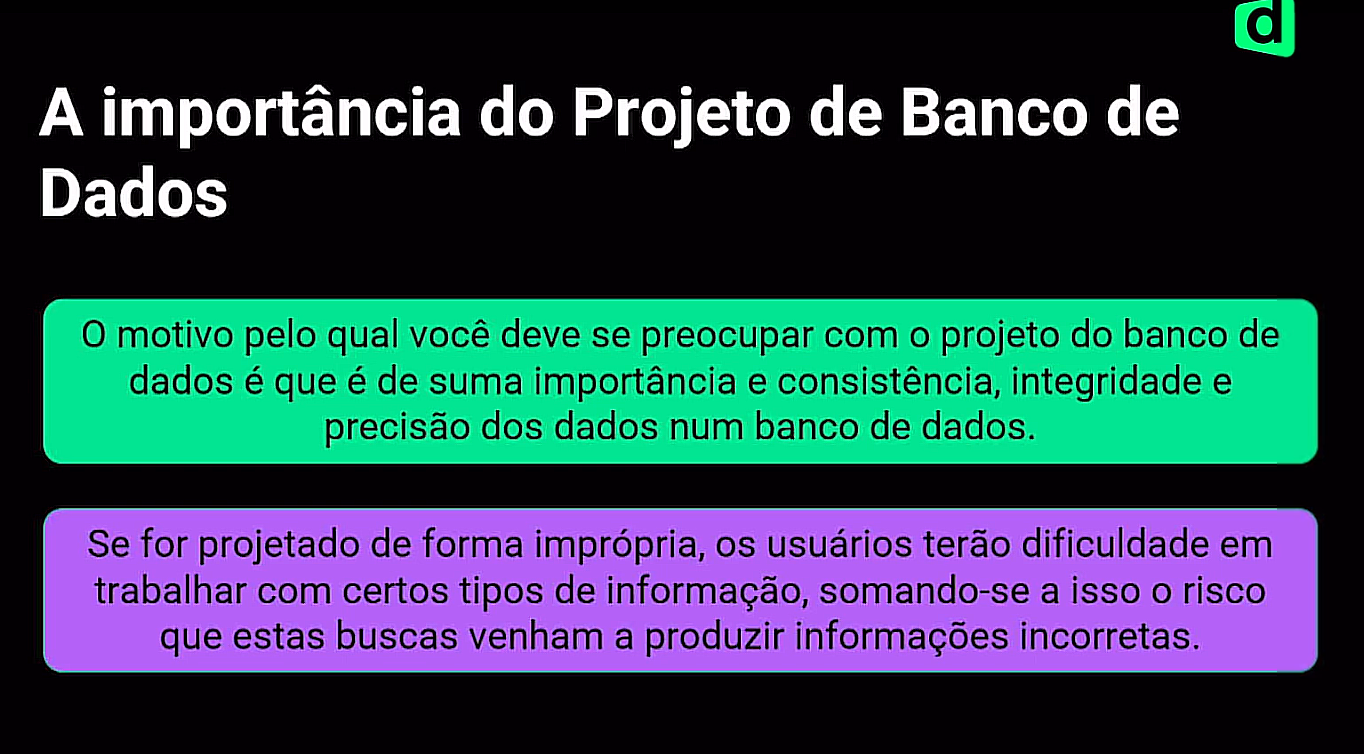 d
A importância do Projeto de Banco de
Dados
O motivo pelo qual você deve se preocupar com o projeto do banco de
dados é que é de suma importância e consistência, integridade e
precisão dos dados num banco de dados.
Se for projetado de forma imprópria, os usuários terão dificuldade em
trabalhar com certos tipos de informação, somando-se a isso o risco
que estas buscas venham a produzir informações incorretas.